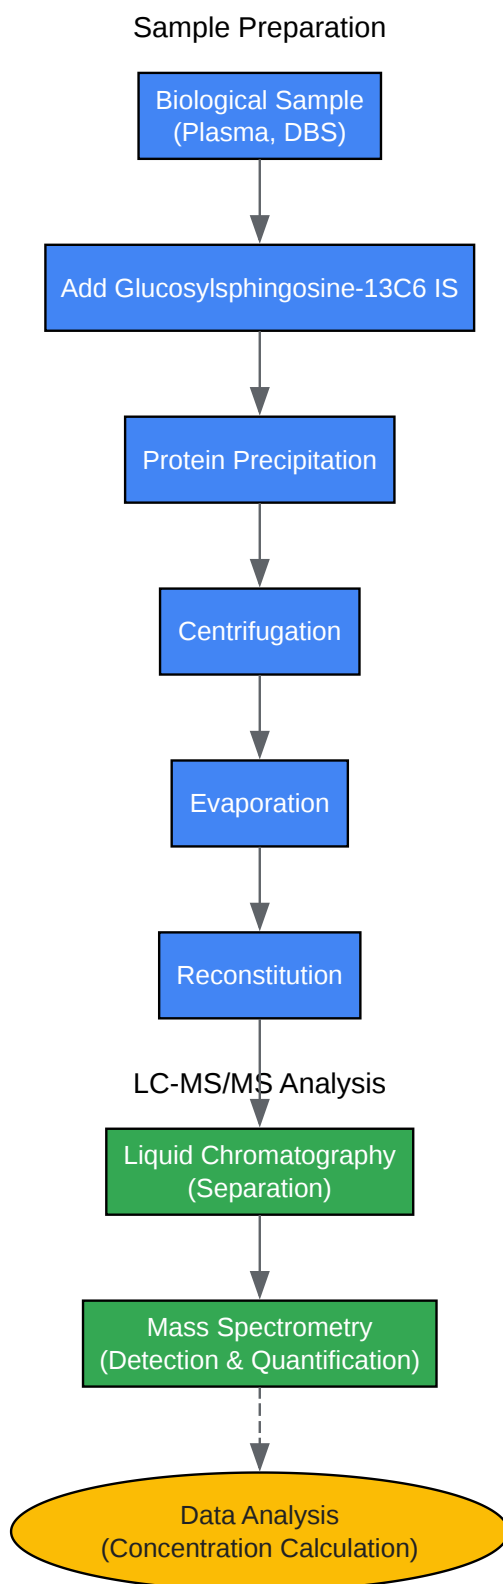 Sample Preparation
Biological Sample
(Plasma, DBS)
Add Glucosylsphingosine-13C6 IS
Protein Precipitation
Centrifugation
Evaporation
Reconstitution
LC-MS/MS Analysis
Liquid Chromatography
(Separation)
Mass Spectrometry
(Detection & Quantification)
Data Analysis
(Concentration Calculation)